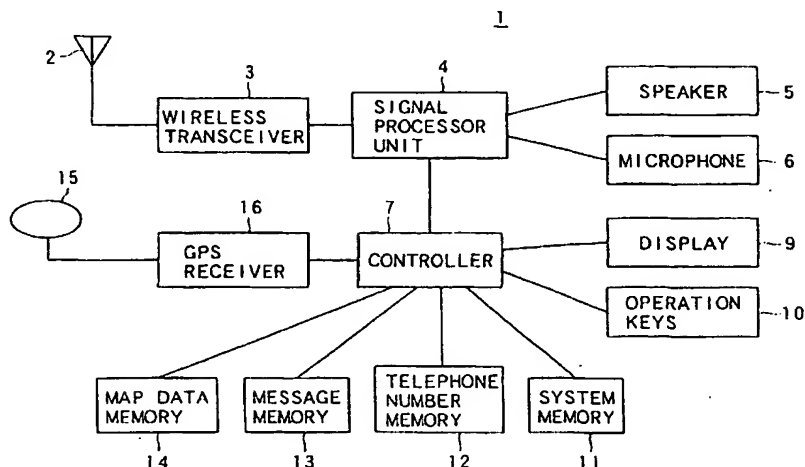 1
2
3
4
WIRELESS
TRANSCEIVER
SIGNAL
PROCESSOR
UNIT
SPEAKER
5
MICROPHONE
6
15
16
7
GPS
RECEIVER
CONTROLLER
DISPLAY
9
OPERATION
KEYS
10
MAP DATA
MEMORY
MESSAGE
MEMORY
TELEPHONE
NUMBER
MEMORY
SYSTEM
MEMORY
14
13
12
11